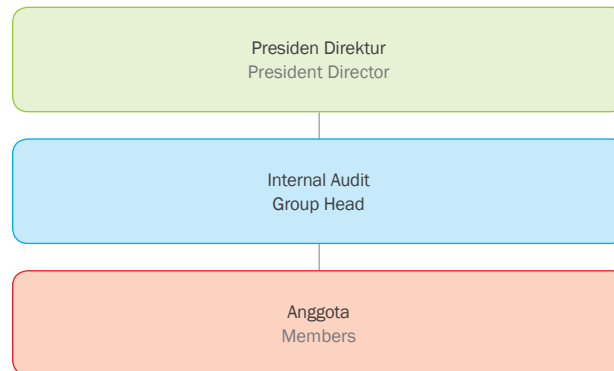 Presiden Direktur
President Director
Internal Audit
Group Head
Anggota
Members